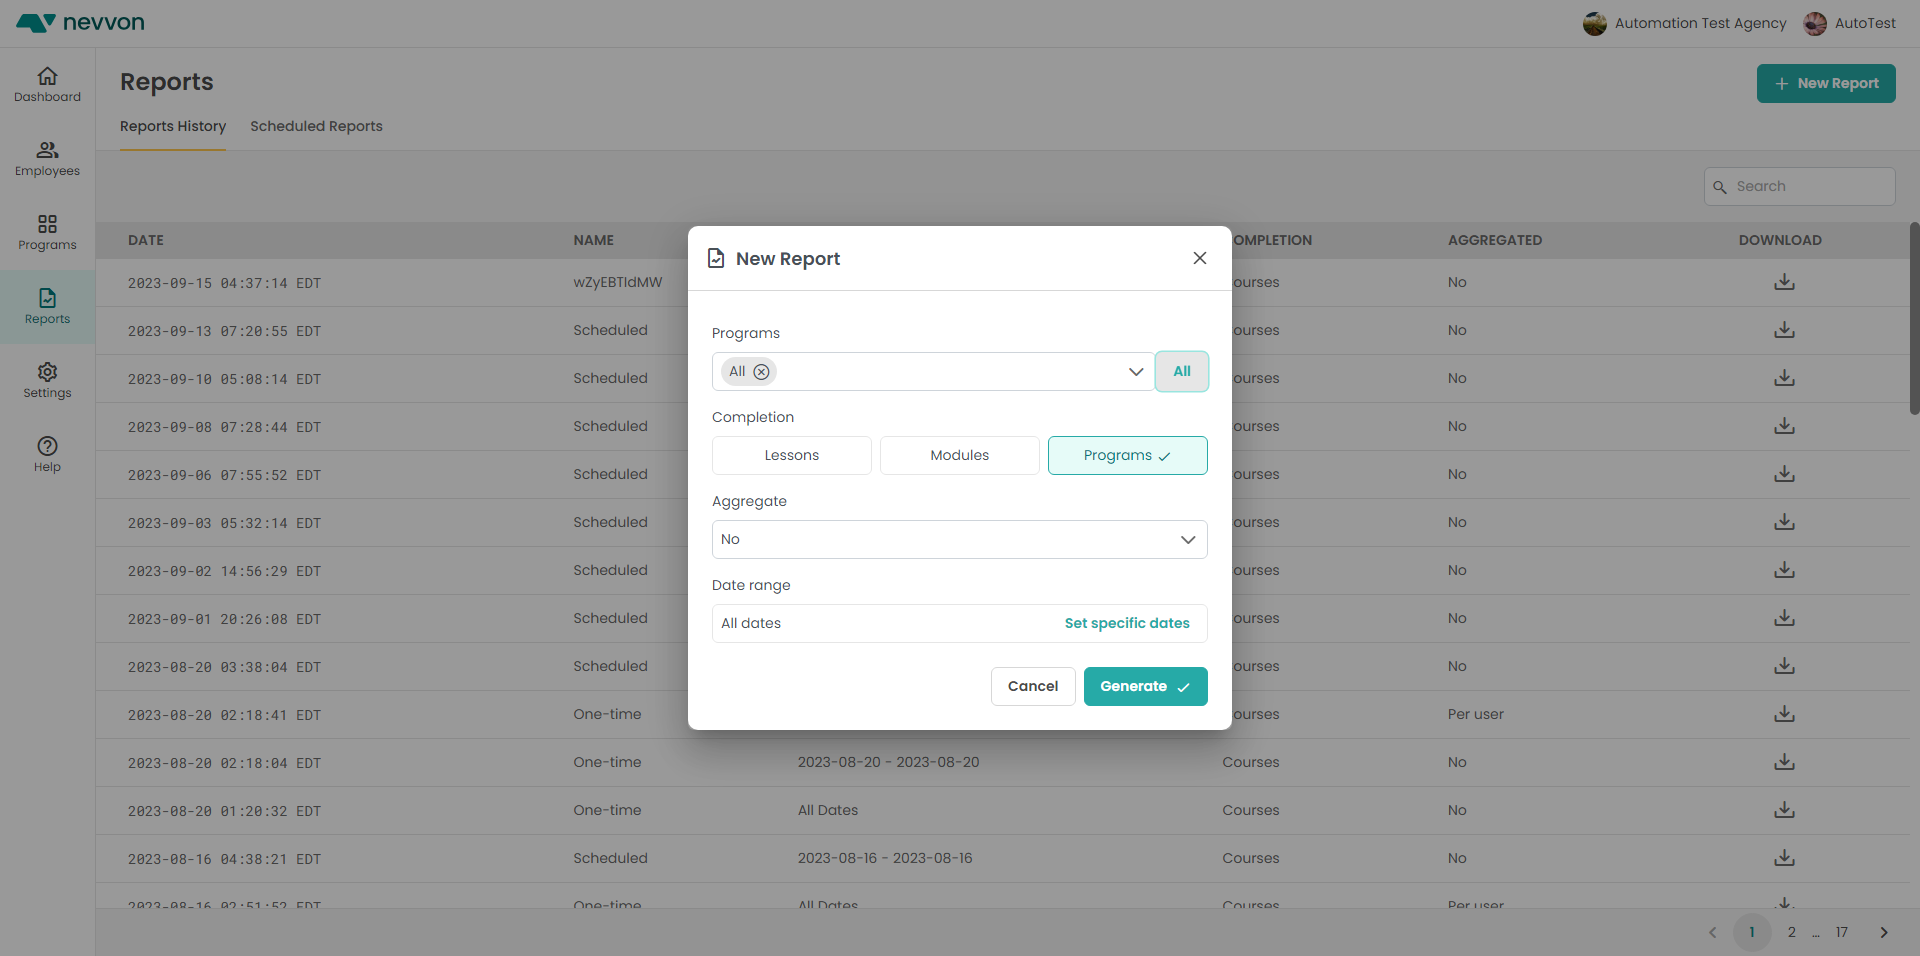 nevvon
Automation Test Agency
AutoTest
Dashboard
Employees
Programs
Reports
Settings
Help
Reports
New Report
Reports History
Scheduled Reports
Search
DATE NAME OMPLETION AGGREGATED DOWNLOAD
2023-09-15 04:37:14 EDT wZyEBTIdMW ourses No
2023-09-13 07:20:55 EDT Scheduled ourses No
2023-09-10 05:08:14 EDT Scheduled ourses No
2023-09-08 07:28:44 EDT Scheduled ourses No
2023-09-06 07:55:52 EDT Scheduled ourses No
2023-09-03 05:32:14 EDT Scheduled ourses No
2023-09-02 14:56:29 EDT Scheduled ourses No
2023-09-01 20:26:08 EDT Scheduled ourses No
2023-08-20 03:38:04 EDT Scheduled ourses No
2023-08-20 02:18:41 EDT One-time ourses Per user
2023-08-20 02:18:04 EDT One-time 2023-08-20 - 2023-08-20 Courses No
2023-08-20 01:20:32 EDT One-time All Dates Courses No
2023-08-16 04:38:21 EDT Scheduled 2023-08-16 - 2023-08-16 Courses No
2023-08-16 02:51:52 EDT One-time All Dates Courses Per user
1 2 ... 17
New Report
Programs
All
All
Completion
Lessons Modules Programs
Aggregate
No
Date range
All dates Set specific dates
Cancel Generate